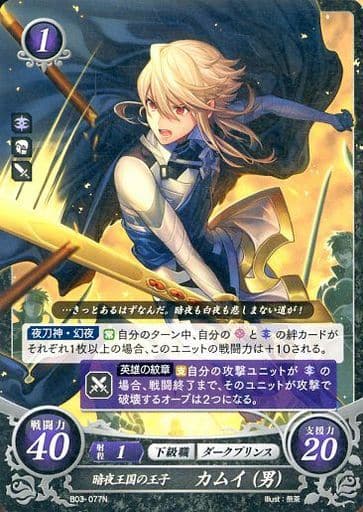 1
…きっとあるはずなんだ。暗夜も白夜も悲しまない道が！
夜刀神・幻夜 自分のターン中、自分の と の絆カードが
それぞれ1枚以上の場合、このユニットの戦闘力は+10される。
英雄の紋章 自分の攻撃ユニットが の
場合、戦闘終了まで、そのユニットが攻撃で
破壊するオーブは2つになる。
戦闘力
40
射程 1 下級職 ダークプリンス
支援力
20
暗夜王国の王子 カムイ(男)
B03-077N Illust：無茶